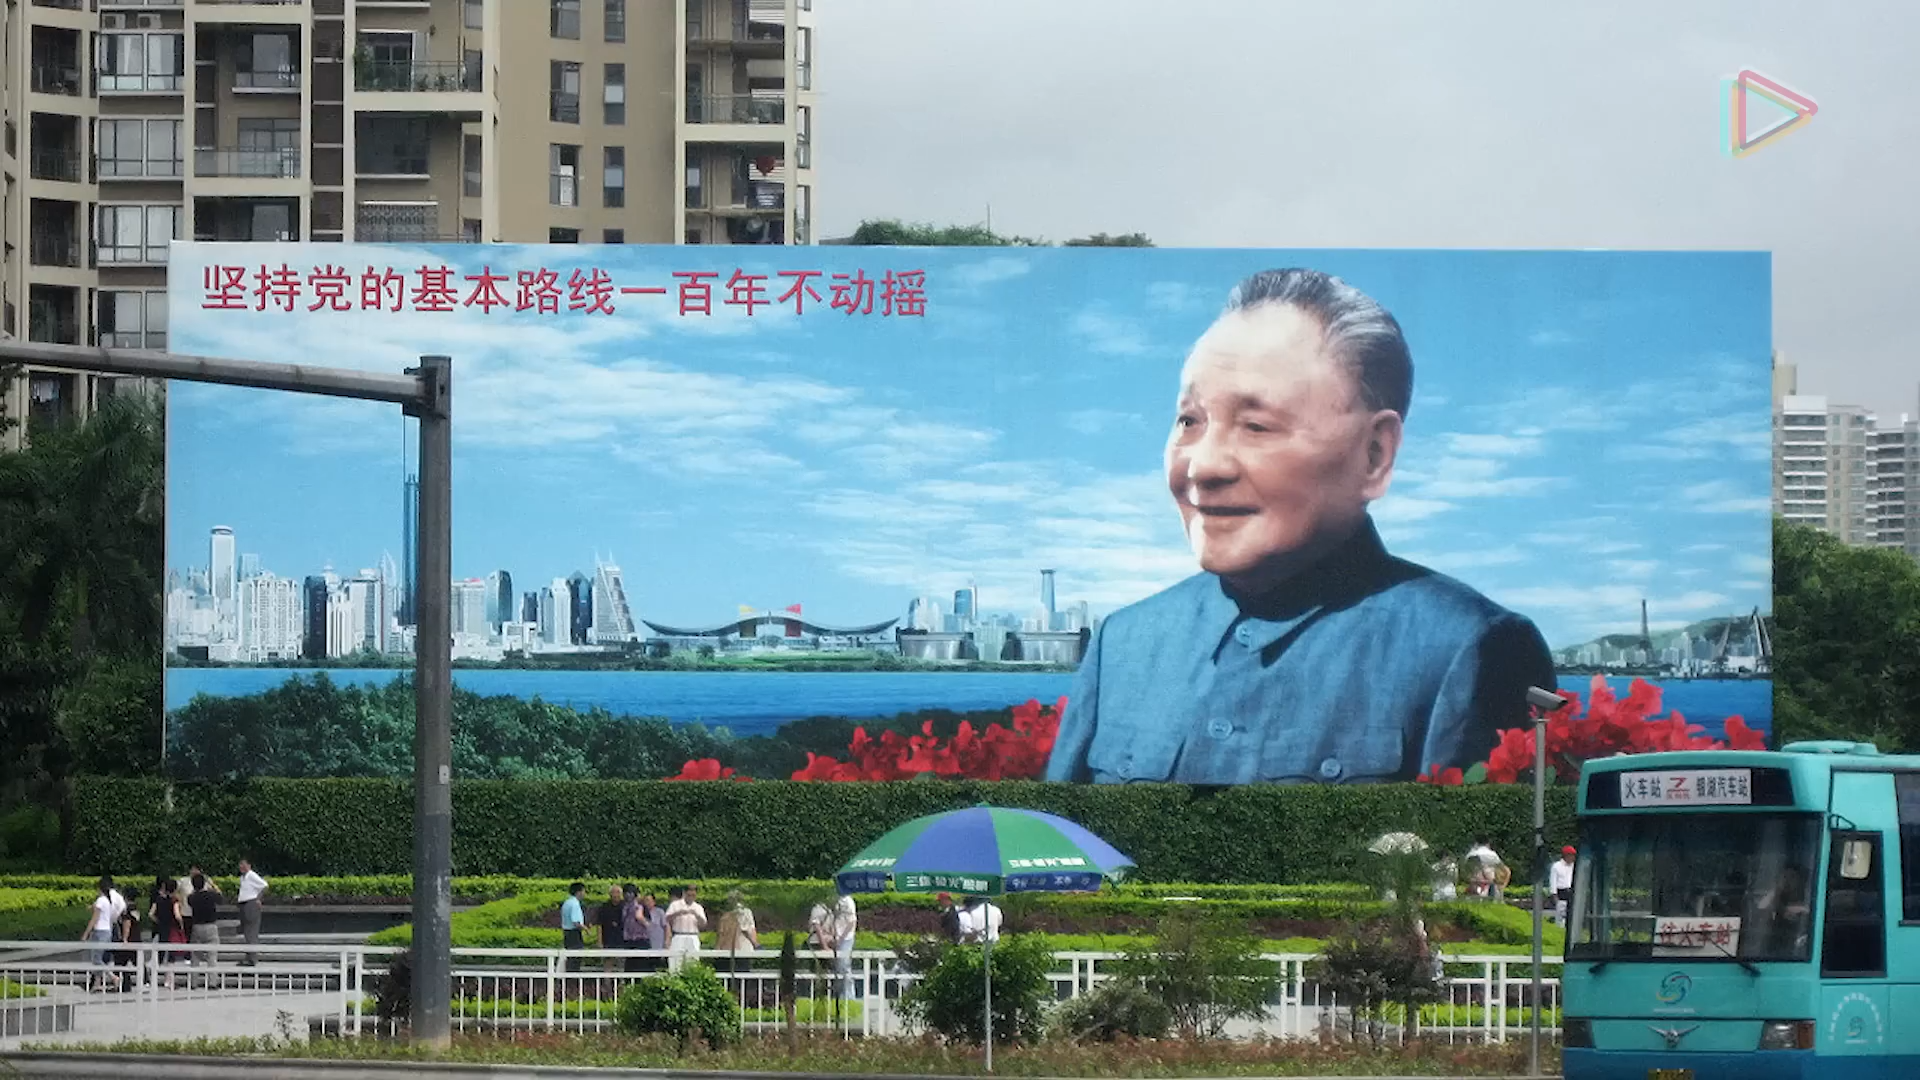 坚持党的基本路线一百年不动摇
火车站 7 银湖汽车站
往火车站